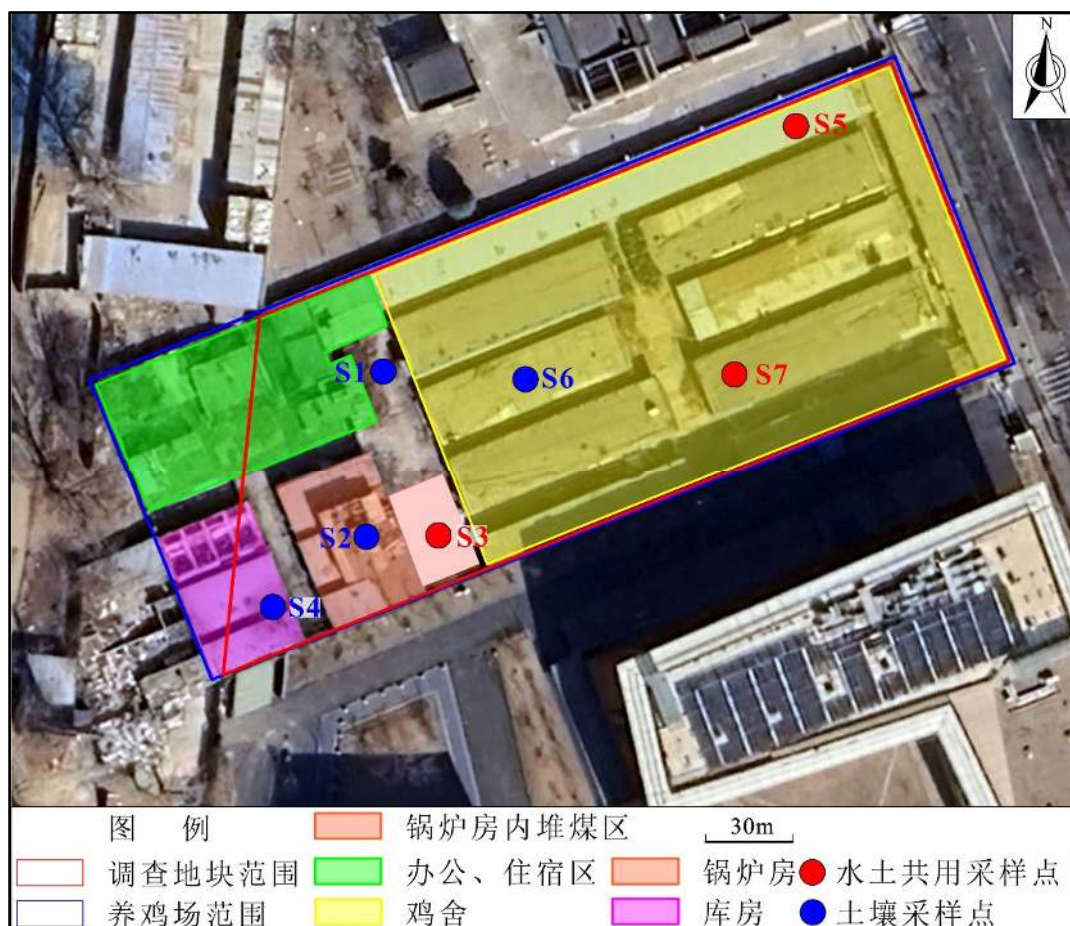 N
S5
S1
S6
S7
S2
S3
S4
图 例
锅炉房内堆煤区
30m
调查地块范围
办公、住宿区
锅炉房
水土共用采样点
养鸡场范围
鸡舍
库房
土壤采样点